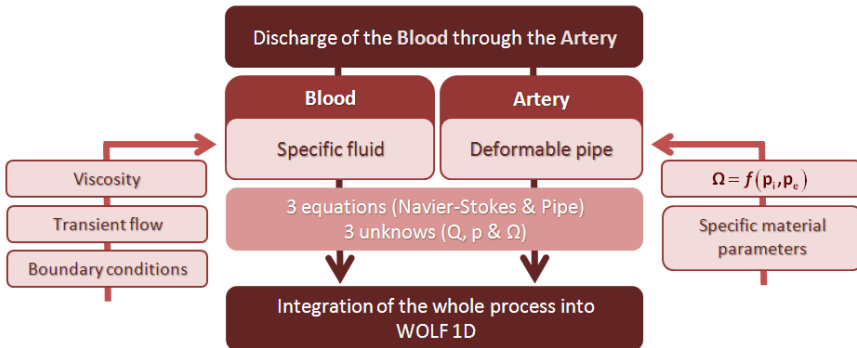 Discharge of the Blood through the Artery
Blood
Artery
Specific fluid
Deformable pipe
Viscosity
Transient flow
Boundary conditions
Ω = f(pᵢ,pₑ)
Specific material
parameters
3 equations (Navier-Stokes & Pipe)
3 unknows (Q, p & Ω)
Integration of the whole process into
WOLF 1D